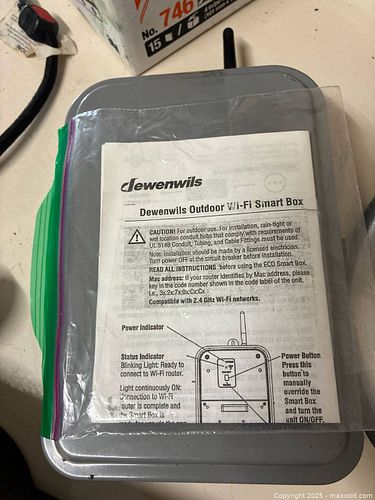 No. 746
15
dewenwils
Dewenwils Outdoor Wi-Fi Smart Box
CAUTION! For outdoor use. For installation, rain-tight or
wet location conduit hubs that comply with requirements of
UL 514B Conduit, Tubing, and Cable Fittings must be used.
Note: Installation should be made by a licensed electrician.
Turn power OFF at the circuit breaker before installation.
READ ALL INSTRUCTIONS before using the ECO Smart Box.
Mac address: If your router identifies by Mac address, please
key in the code number shown in the code label of the unit.
Compatible with 2.4 GHz Wi-Fi networks.
Power Indicator
Status Indicator
Blinking Light: Ready to
connect to Wi-Fi router.
Light continuously ON:
Connection to Wi-Fi
router is complete and
Power Button
Press this
button to
manually
override the
Smart Box
and turn the
unit ON/OFF.
Copyright 2025 - maxsold.com